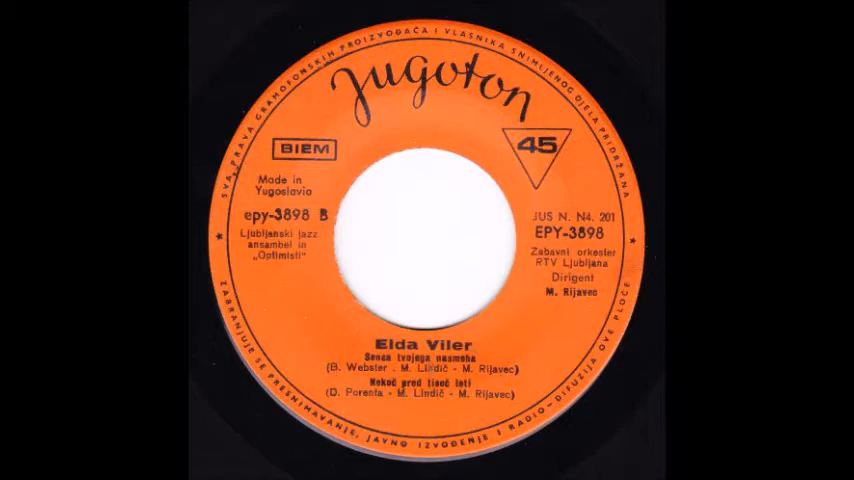 SVA PRAVA GRAMOFONSKIH PROIZVOĐAČA I VLASNIKA SNIMLJENOG DJELA PRIDRŽANA
Jugoton
BIEM
45
Made in
Yugoslavia
epy-3898 B
Ljubljanski jazz
ansambel in
„Optimisti“
JUS N. N4. 201
EPY-3898
Zabavni orkester
RTV Ljubljana
Dirigent
M. Rijavec
Elda Viler
Senca tvojega nasmeha
(B. Webster . M. Lindič - M. Rijavec)
Nekoč pred tisoč leti
(D. Porenta - M. Lindič - M. Rijavec)
ZABRANJUJE SE PRESNIMAVANJE, JAVNO IZVOĐENJE I RADIO-DIFUZIJA OVE PLOČE